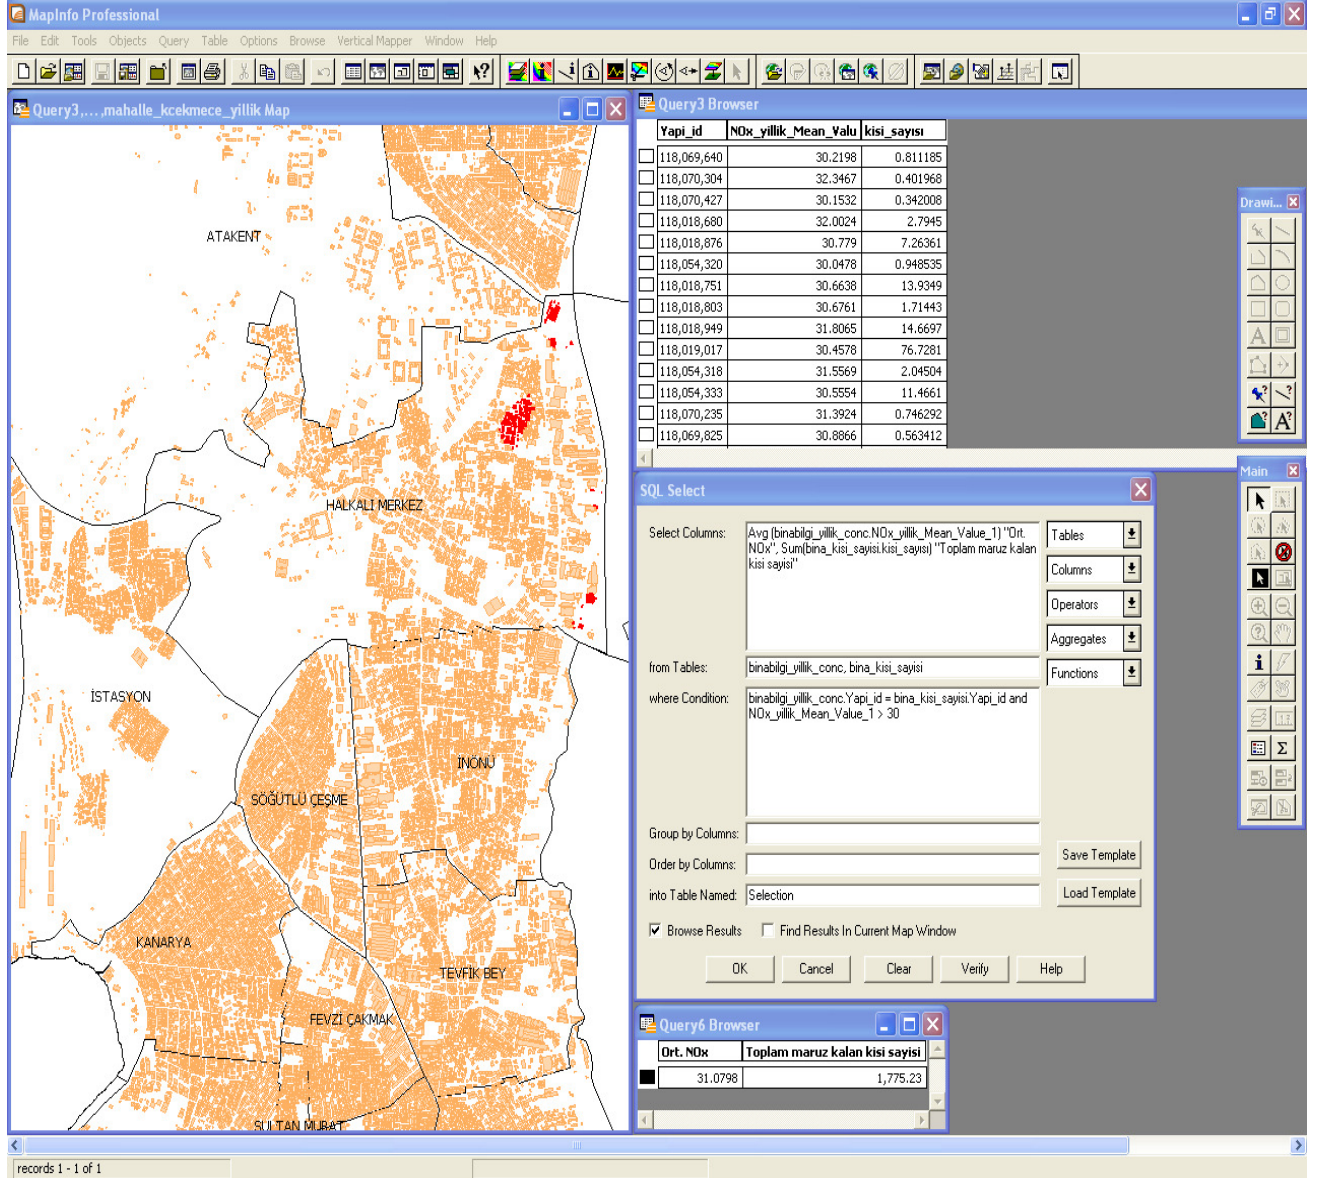 MapInfo Professional
File Edit Tools Objects Query Table Options Browse Vertical Mapper Window Help
Query3,...,mahalle_kcekmece_yillik Map
ATAKENT
HALKALI MERKEZ
İSTASYON
İNÖNÜ
SÖĞÜTLÜ ÇEŞME
KANARYA
TEVFİK BEY
FEVZİ ÇAKMAK
SULTAN MURAT
Query3 Browser
Yapi_id NOx_yillik_Mean_Valu kisi_sayısı
118,069,640 30.2198 0.811185
118,070,304 32.3467 0.401968
118,070,427 30.1532 0.342008
118,018,680 32.0024 2.7945
118,018,876 30.779 7.26361
118,054,320 30.0478 0.948535
118,018,751 30.6638 13.9349
118,018,803 30.6761 1.71443
118,018,949 31.8065 14.6697
118,019,017 30.4578 76.7281
118,054,318 31.5569 2.04504
118,054,333 30.5554 11.4661
118,070,235 31.3924 0.746292
118,069,825 30.8866 0.563412
Drawi...
Main
SQL Select
Select Columns:
Avg (binabilgi_yillik_conc.NOx_yillik_Mean_Value_1) "Ort.
NOx", Sum(bina_kisi_sayisi.kisi_sayısı) "Toplam maruz kalan
kisi sayisi"
Tables
Columns
Operators
Aggregates
Functions
from Tables: binabilgi_yillik_conc, bina_kisi_sayisi
where Condition: binabilgi_yillik_conc.Yapi_id = bina_kisi_sayisi.Yapi_id and
NOx_yillik_Mean_Value_1 > 30
Group by Columns:
Order by Columns:
into Table Named: Selection
Save Template
Load Template
Browse Results Find Results In Current Map Window
OK Cancel Clear Verify Help
Query6 Browser
Ort. NOx Toplam maruz kalan kisi sayisi
31.0798 1,775.23
records 1 - 1 of 1